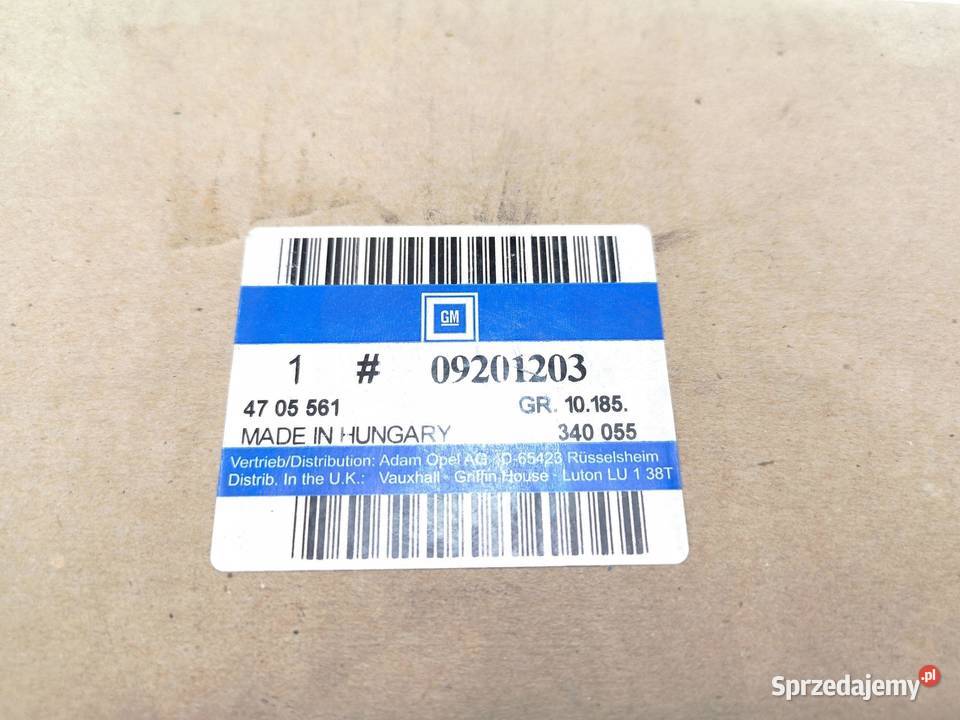 GM
1 # 09201203
47 05 561 GR. 10.185.
MADE IN HUNGARY 340 055
Vertrieb/Distribution: Adam Opel AG · D-65423 Rüsselsheim
Distrib. In the U.K.: Vauxhall · Griffin House · Luton LU 1 38T
Sprzedajemy.pl